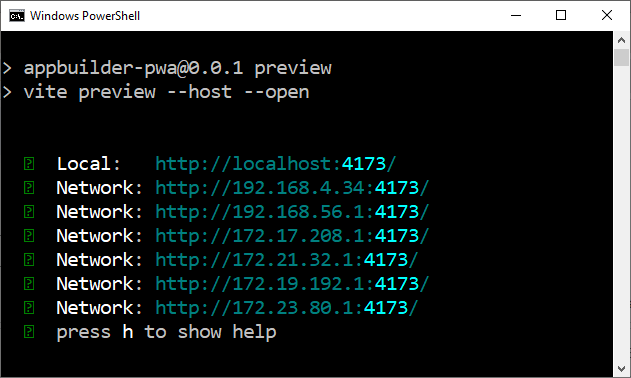 Windows PowerShell
> appbuilder-pwa@0.0.1 preview
> vite preview --host --open
Local: http://localhost:4173/
Network: http://192.168.4.34:4173/
Network: http://192.168.56.1:4173/
Network: http://172.17.208.1:4173/
Network: http://172.21.32.1:4173/
Network: http://172.19.192.1:4173/
Network: http://172.23.80.1:4173/
press h to show help